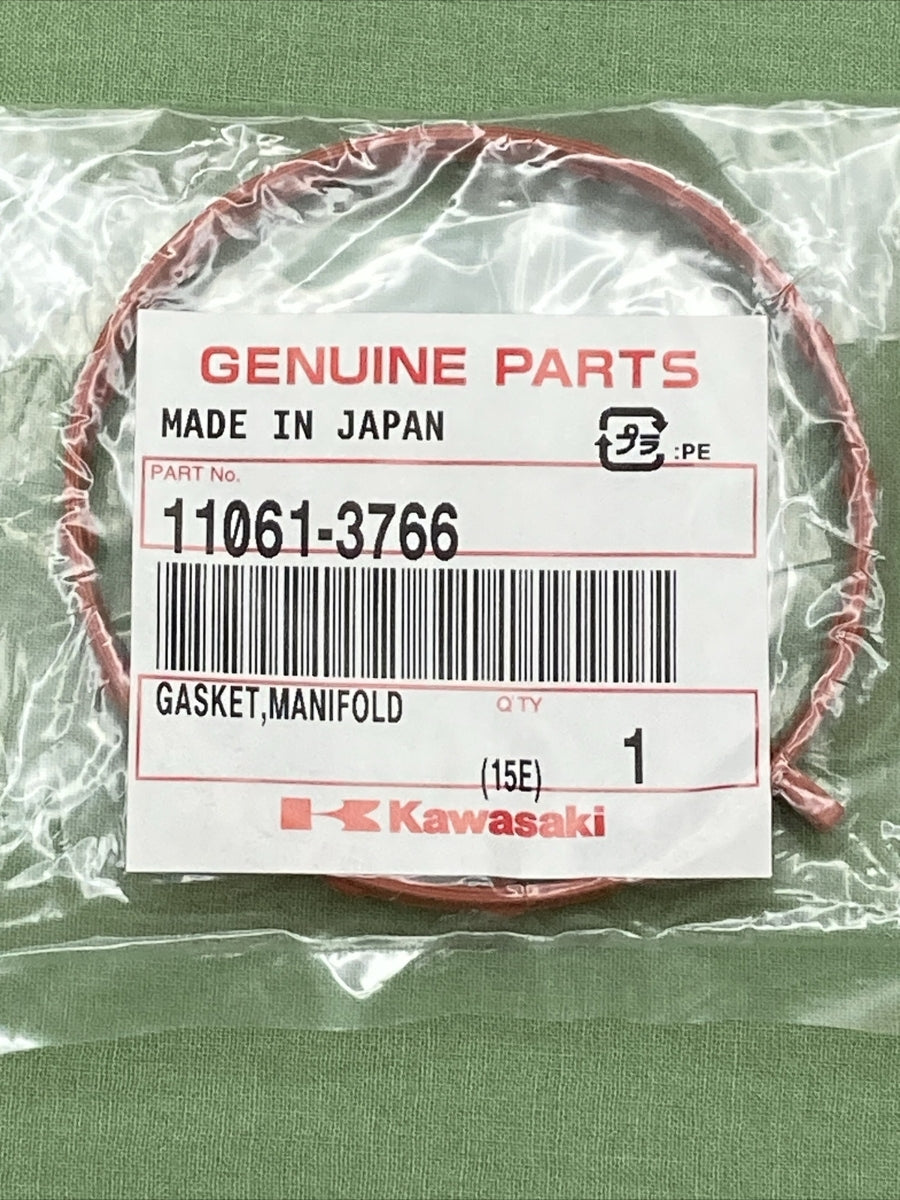 GENUINE PARTS
MADE IN JAPAN
プラ :PE
PART No.
11061-3766
GASKET,MANIFOLD
Q'TY
(15E) 1
Kawasaki